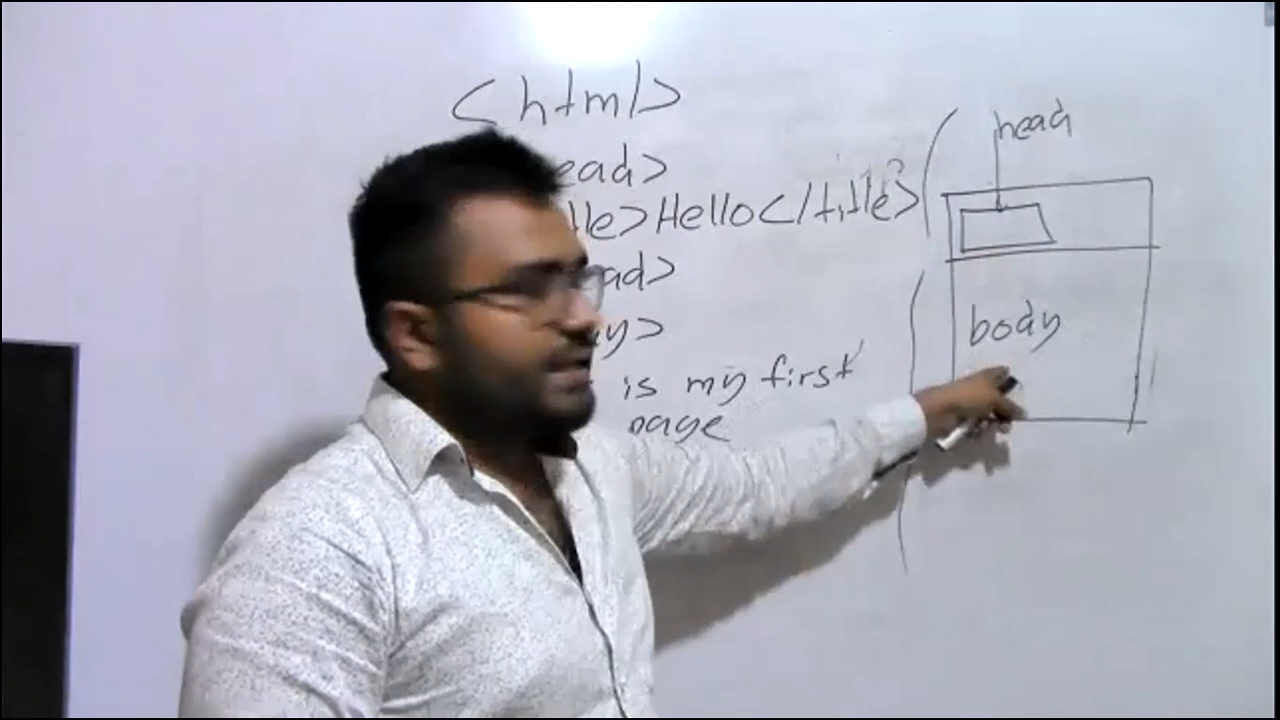 <html>
ead>
tle>Hello</title>
ad>
y>
is my first
page
head
body